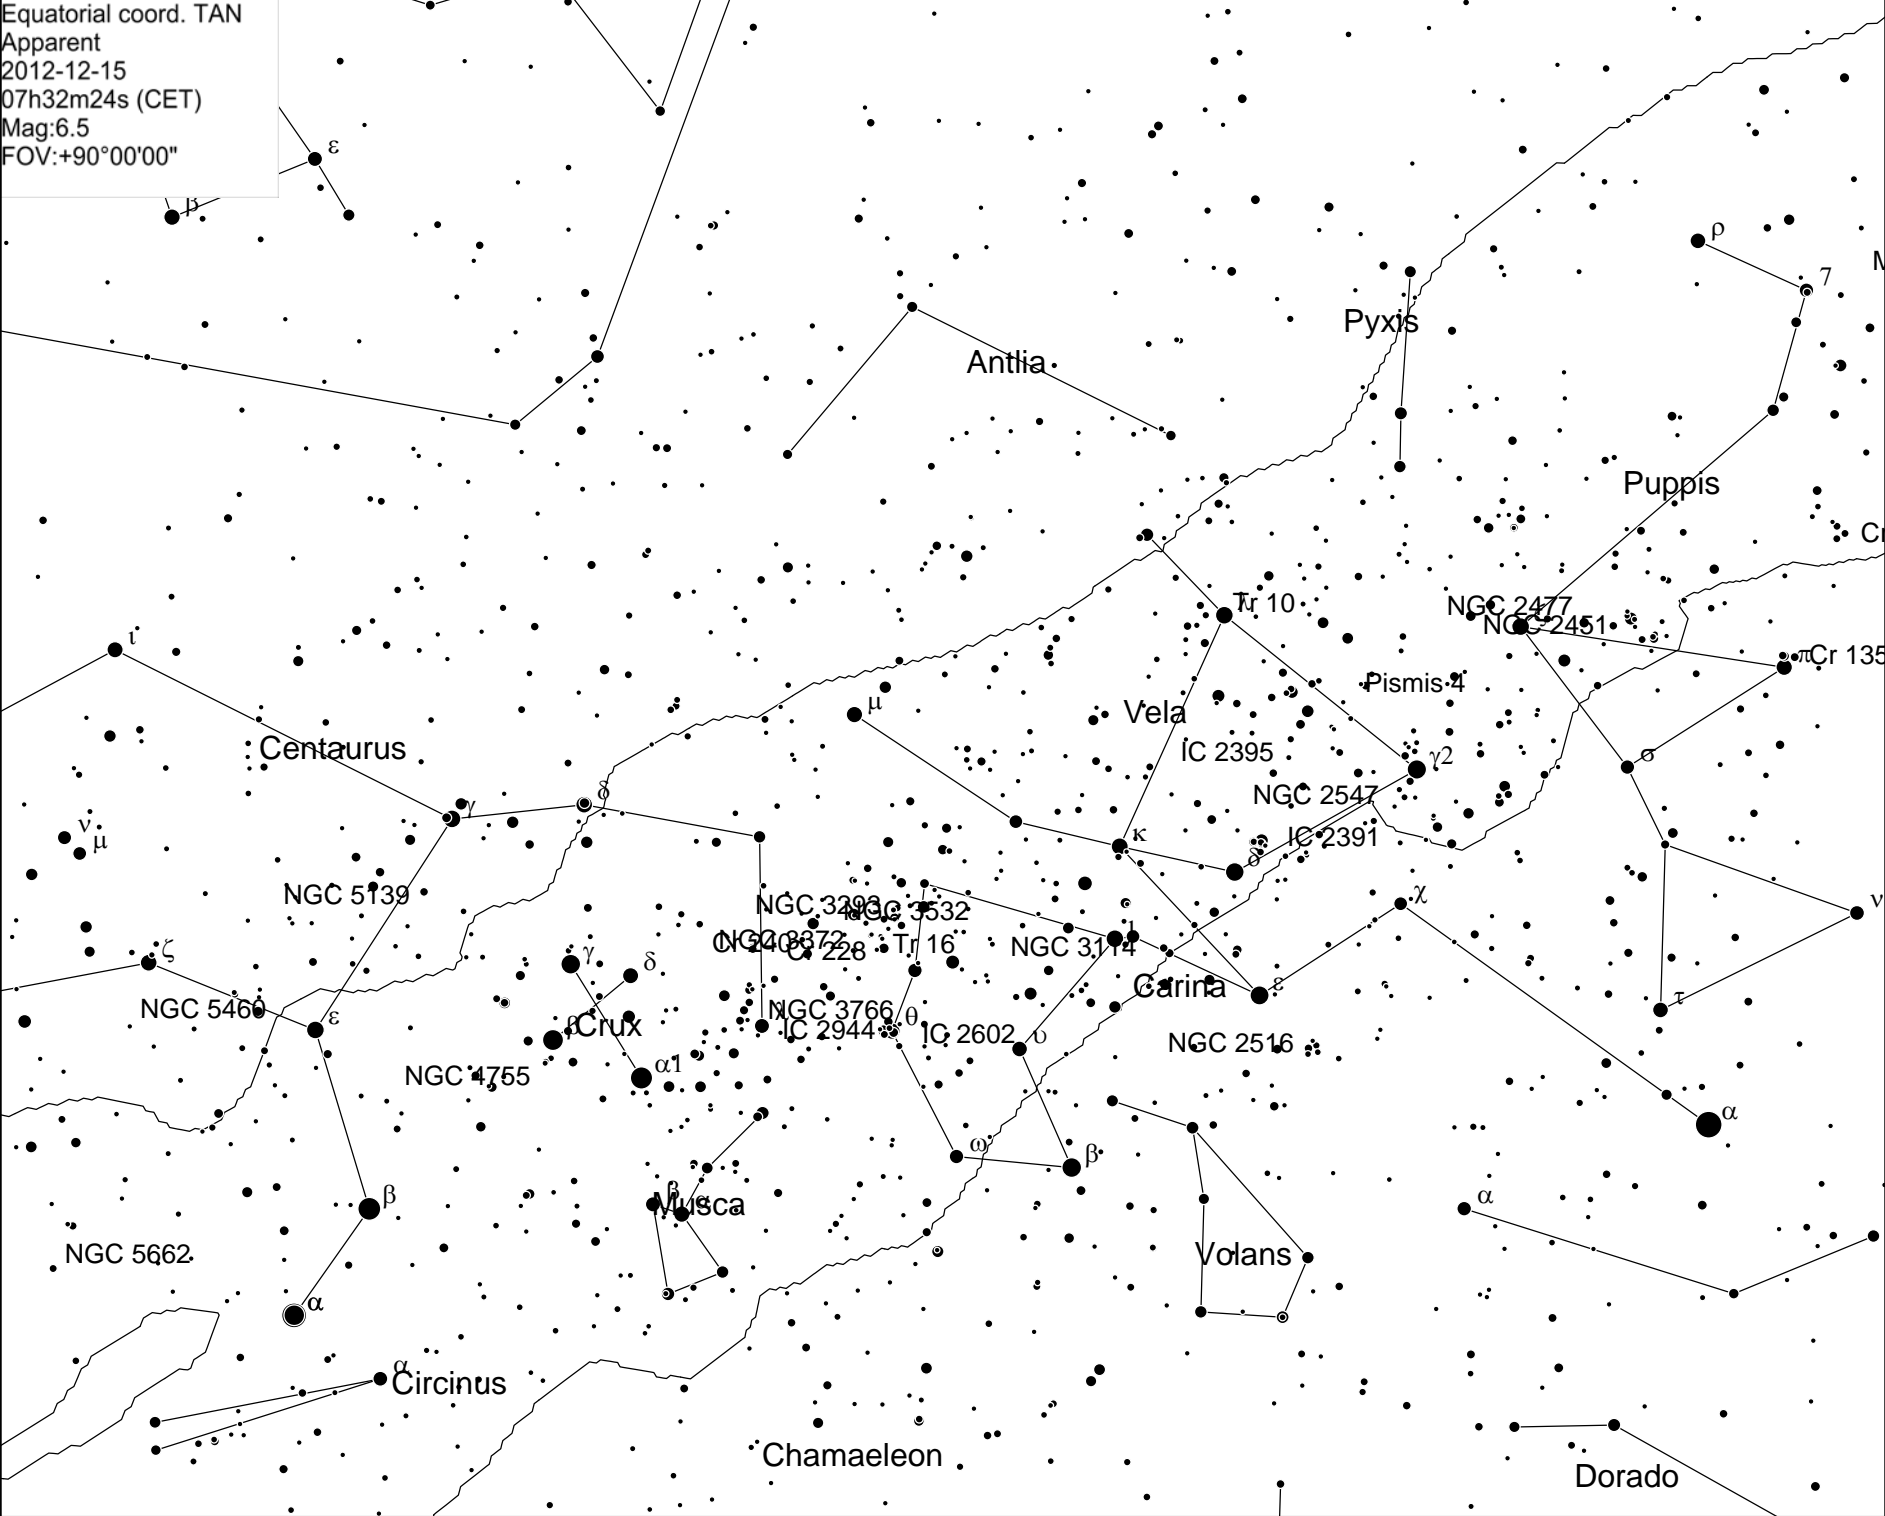 Equatorial coord. TAN
Apparent
2012-12-15
07h32m24s (CET)
Mag:6.5
FOV:+90°00'00"
ε
β
ρ
7
Pyxis
Antlia
Puppis
Tr 10
NGC 2477
NGC 2451
ι
π
Cr 135
Pismis 4
μ
Vela
Centaurus
IC 2395
γ2
σ
δ
γ
NGC 2547
ν
μ
κ
IC 2391
δ
NGC 5139
χ
ν
NGC 3293
NGC 3532
ζ
γ
δ
NGC 3372
Cr 228
Tr 16
NGC 3114
ι
Carina
ε
τ
NGC 5460
ε
β
Crux
NGC 3766
IC 2944
θ
IC 2602
υ
NGC 2516
NGC 4755
α1
α
ω
β
β
β
α
Musca
α
NGC 5662
Volans
α
α
Circinus
Chamaeleon
Dorado